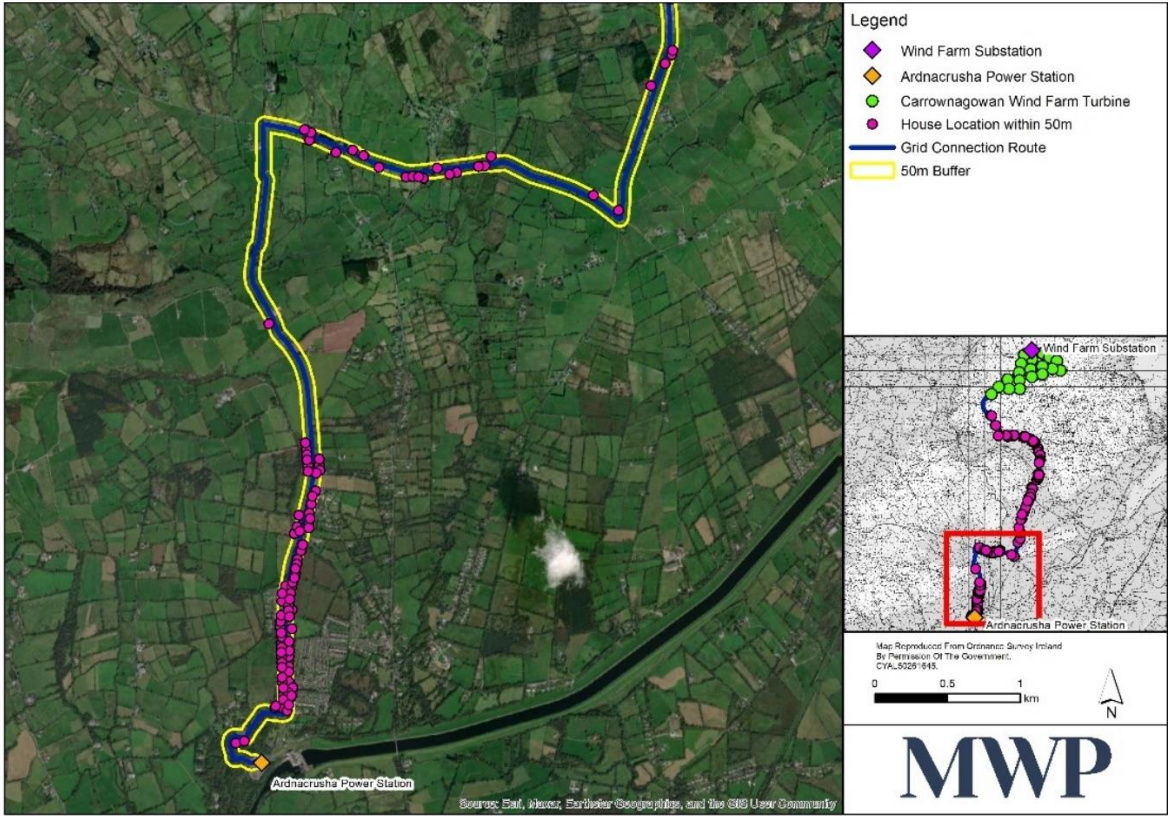 Legend
Wind Farm Substation
Ardnacrusha Power Station
Carrownagowan Wind Farm Turbine
House Location within 50m
Grid Connection Route
50m Buffer
Wind Farm Substation
Ardnacrusha Power Station
Map Reproduced From Ordnance Survey Ireland
By Permission Of The Government.
CYAL50261645.
0 0.5 1
km
N
MWP
Ardnacrusha Power Station
Source: Esri, Maxar, Earthstar Geographics, and the GIS User Community